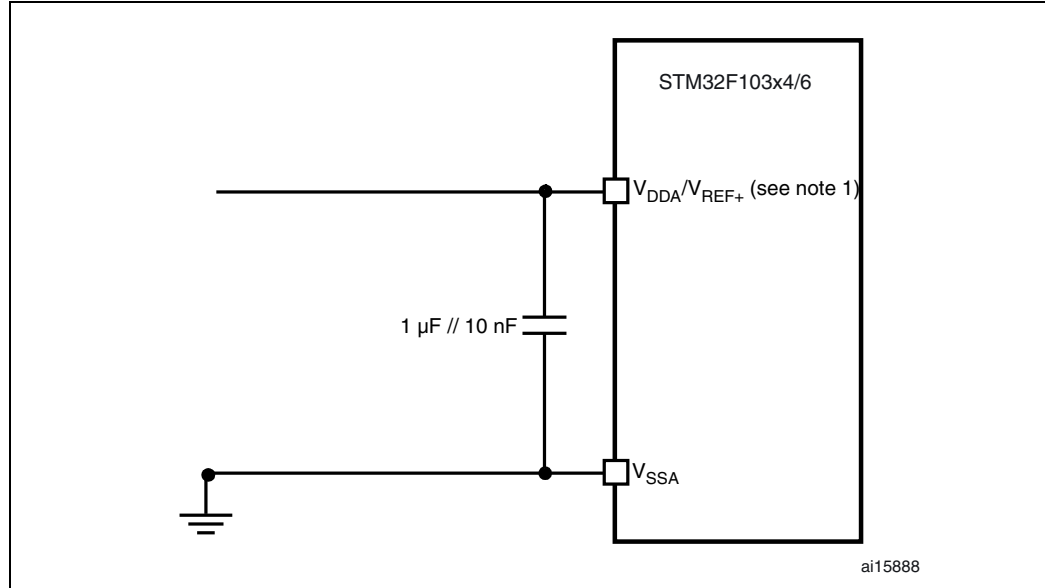 STM32F103x4/6
VDDA/VREF+ (see note 1)
1 µF // 10 nF
VSSA
ai15888